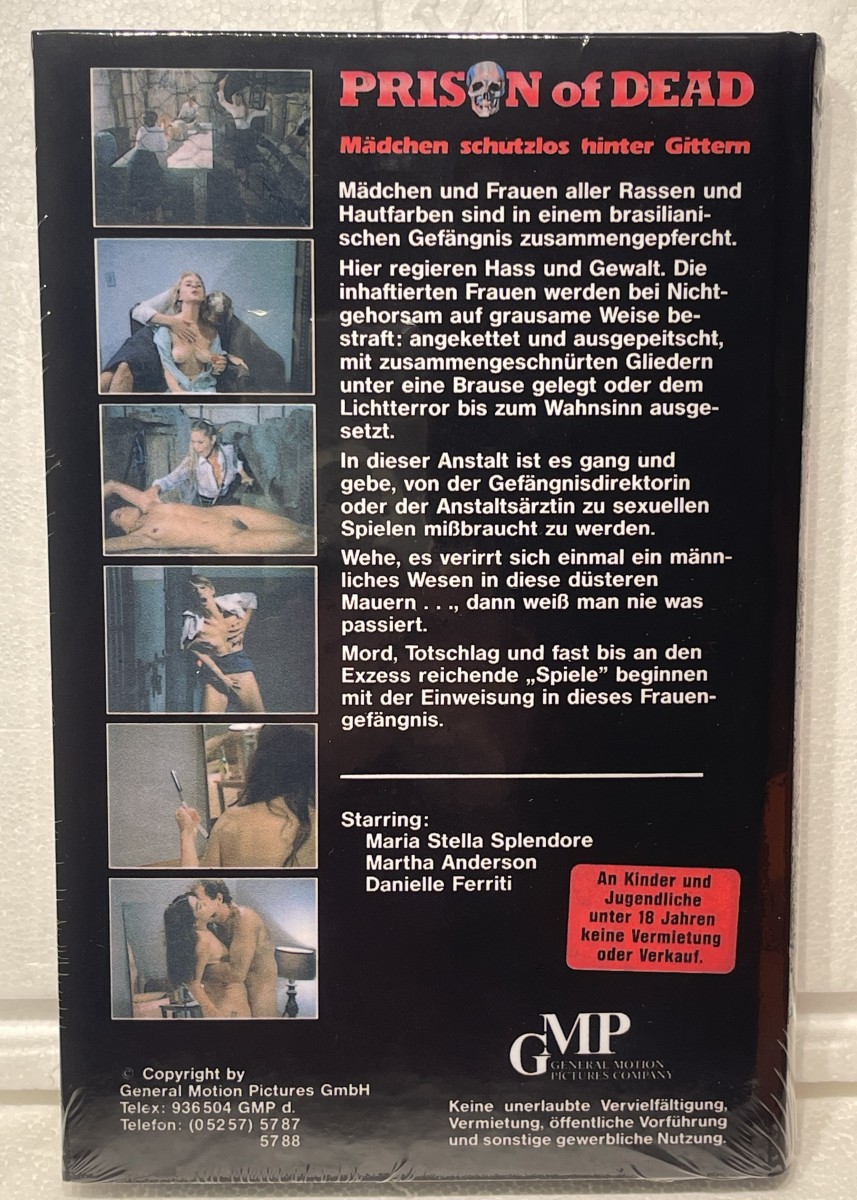 PRISON of DEAD
Mädchen schutzlos hinter Gittern
Mädchen und Frauen aller Rassen und
Hautfarben sind in einem brasiliani-
schen Gefängnis zusammengepfercht.
Hier regieren Hass und Gewalt. Die
inhaftierten Frauen werden bei Nicht-
gehorsam auf grausame Weise be-
straft: angekettet und ausgepeitscht,
mit zusammengeschnürten Gliedern
unter eine Brause gelegt oder dem
Lichtterror bis zum Wahnsinn ausge-
setzt.
In dieser Anstalt ist es gang und
gebe, von der Gefängnisdirektorin
oder der Anstaltsärztin zu sexuellen
Spielen mißbraucht zu werden.
Wehe, es verirrt sich einmal ein männ-
liches Wesen in diese düsteren
Mauern . . ., dann weiß man nie was
passiert.
Mord, Totschlag und fast bis an den
Exzess reichende „Spiele” beginnen
mit der Einweisung in dieses Frauen-
gefängnis.
Starring:
Maria Stella Splendore
Martha Anderson
Danielle Ferriti
An Kinder und
Jugendliche
unter 18 Jahren
keine Vermietung
oder Verkauf.
GMP
GENERAL MOTION
PICTURES COMPANY
© Copyright by
General Motion Pictures GmbH
Telex: 936504 GMP d.
Telefon: (05257) 5787
5788
Keine unerlaubte Vervielfältigung,
Vermietung, öffentliche Vorführung
und sonstige gewerbliche Nutzung.